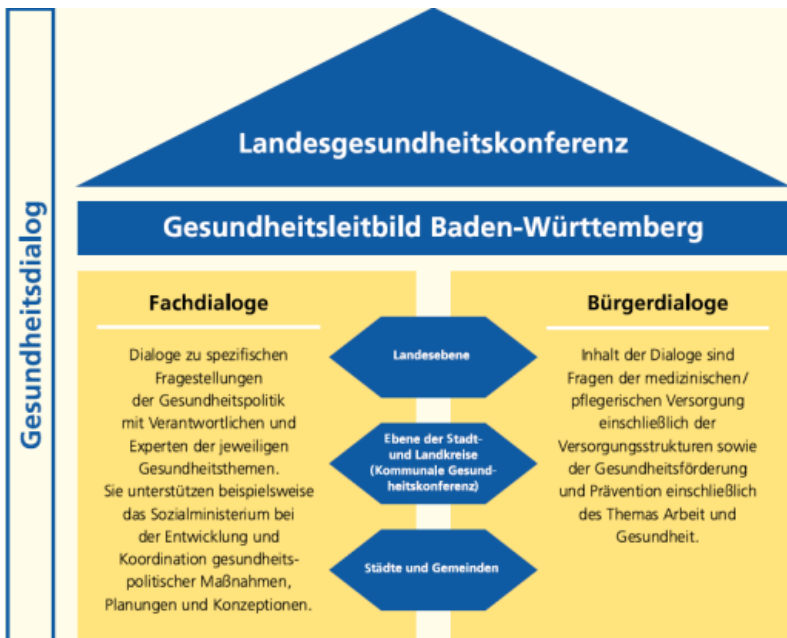 Gesundheitsdialog
Landesgesundheitskonferenz
Gesundheitsleitbild Baden-Württemberg
Fachdialoge
Dialoge zu spezifischen
Fragestellungen
der Gesundheitspolitik
mit Verantwortlichen und
Experten der jeweiligen
Gesundheitsthemen.
Sie unterstützen beispielsweise
das Sozialministerium bei
der Entwicklung und
Koordination gesundheits-
politischer Maßnahmen,
Planungen und Konzeptionen.
Landesebene
Ebene der Stadt-
und Landkreise
(Kommunale Gesund-
heitskonferenz)
Städte und Gemeinden
Bürgerdialoge
Inhalt der Dialoge sind
Fragen der medizinischen/
pflegerischen Versorgung
einschließlich der
Versorgungsstrukturen sowie
der Gesundheitsförderung
und Prävention einschließlich
des Themas Arbeit und
Gesundheit.